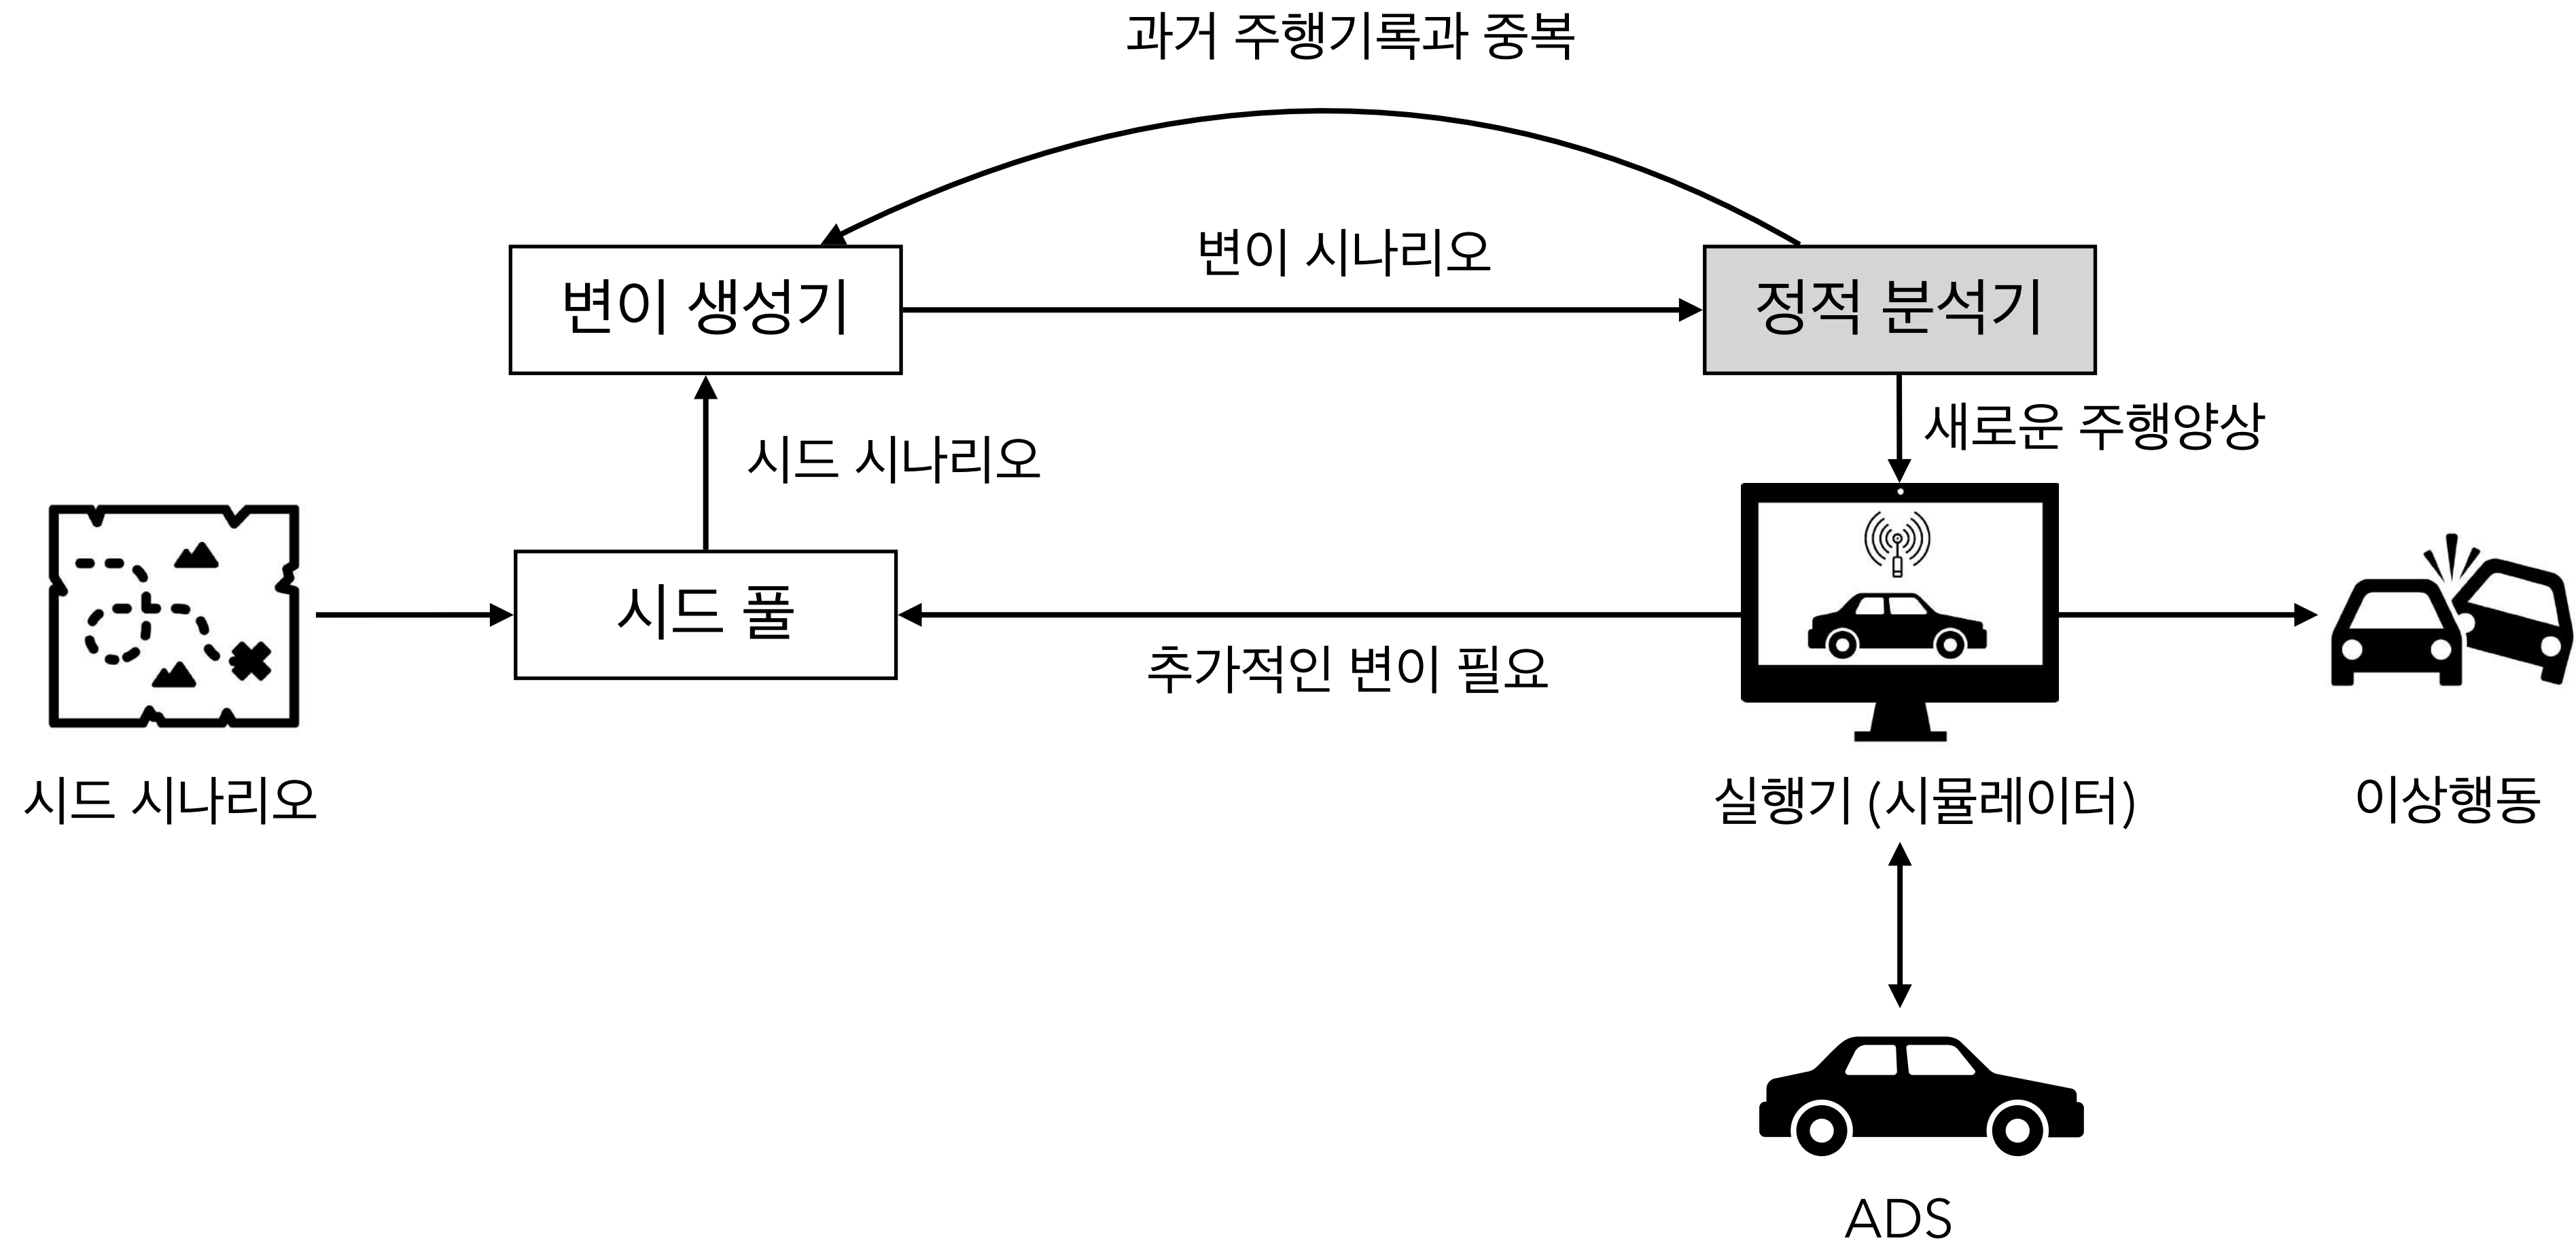 과거 주행기록과 중복
변이 시나리오
변이 생성기
정적 분석기
새로운 주행양상
시드 시나리오
시드 풀
추가적인 변이 필요
시드 시나리오
실행기 (시뮬레이터)
이상행동
ADS